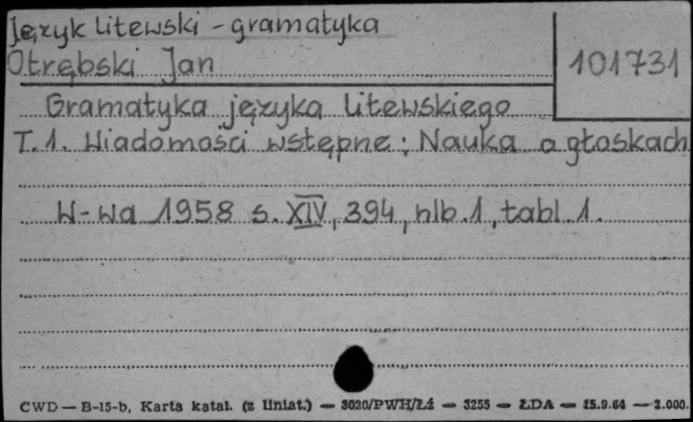 Język litewski - gramatyka
Otrębski Jan
101731
Gramatyka języka litewskiego
T. 1. Wiadomości wstępne ; Nauka o głoskach
W-wa 1958 s. XIV, 394, nlb. 1, tabl. 1.
CWD — B-15-b, Karta katal. (z liniat.) — 3020/PWH/Łź — 3255 — ŁDA — 15.9.64 — 2.000.